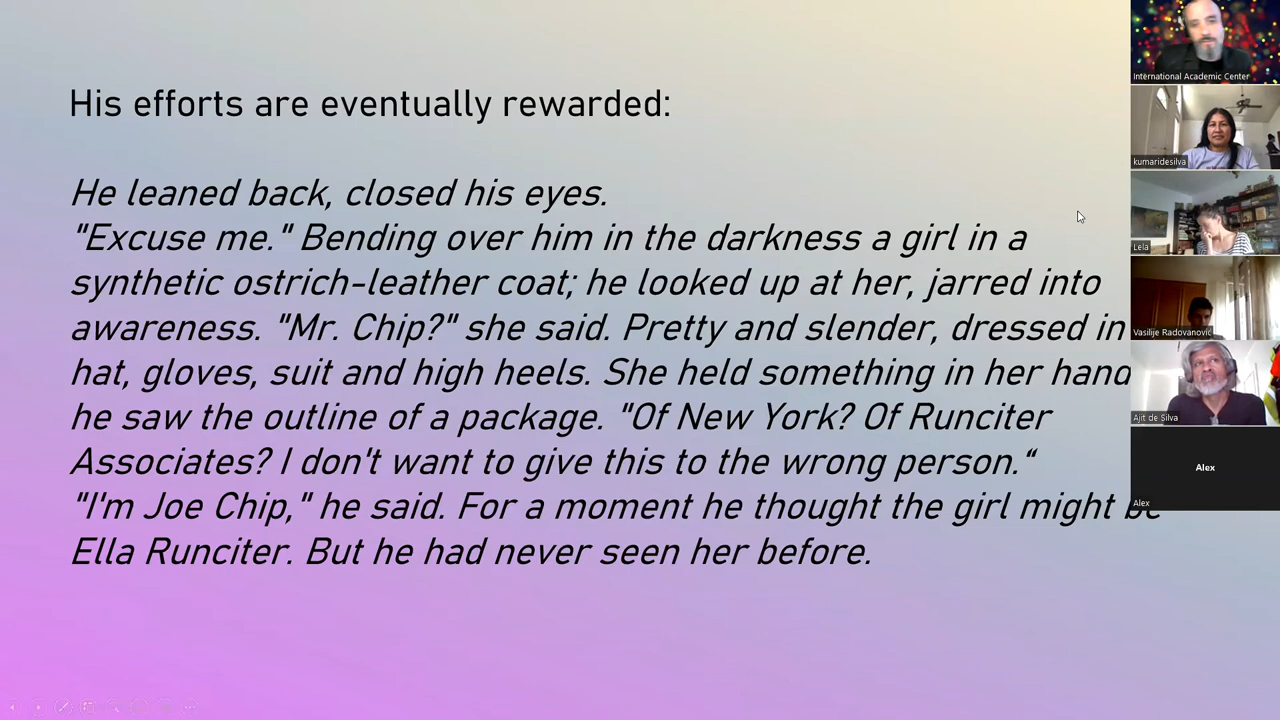 His efforts are eventually rewarded:
He leaned back, closed his eyes.
"Excuse me." Bending over him in the darkness a girl in a
synthetic ostrich-leather coat; he looked up at her, jarred into
awareness. "Mr. Chip?" she said. Pretty and slender, dressed in
hat, gloves, suit and high heels. She held something in her hand
he saw the outline of a package. "Of New York? Of Runciter
Associates? I don't want to give this to the wrong person.“
"I'm Joe Chip," he said. For a moment he thought the girl might be
Ella Runciter. But he had never seen her before.
International Academic Center
kumaridesilva
Lela
Vasilije Radovanović
Ajit de Silva
Alex
Alex